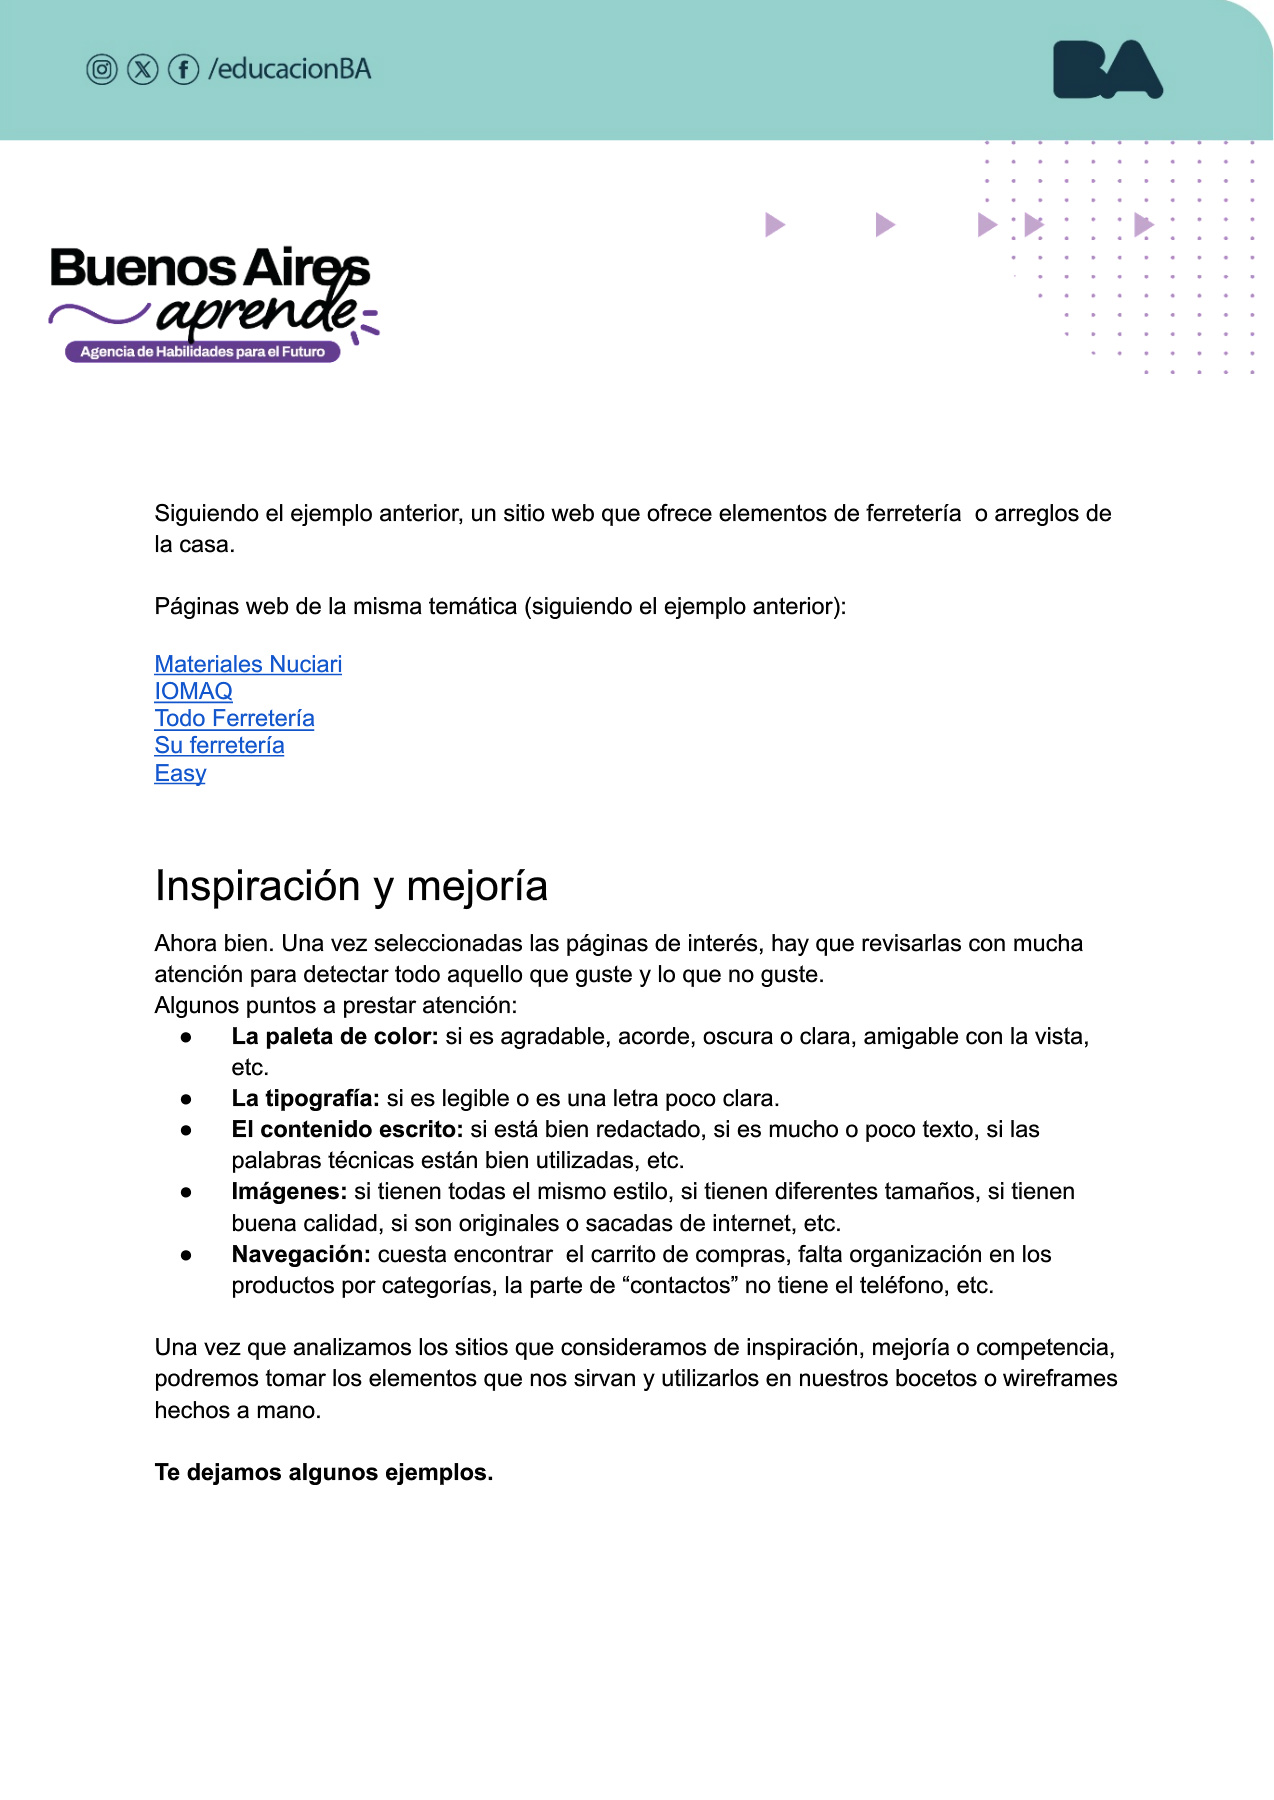 /educacionBA
BA
Buenos Aires
aprende
Agencia de Habilidades para el Futuro
Siguiendo el ejemplo anterior, un sitio web que ofrece elementos de ferretería  o arreglos de
la casa.
Páginas web de la misma temática (siguiendo el ejemplo anterior):
Materiales Nuciari
IOMAQ
Todo Ferretería
Su ferretería
Easy
Inspiración y mejoría
Ahora bien. Una vez seleccionadas las páginas de interés, hay que revisarlas con mucha
atención para detectar todo aquello que guste y lo que no guste.
Algunos puntos a prestar atención:
● La paleta de color: si es agradable, acorde, oscura o clara, amigable con la vista,
etc.
● La tipografía: si es legible o es una letra poco clara.
● El contenido escrito: si está bien redactado, si es mucho o poco texto, si las
palabras técnicas están bien utilizadas, etc.
● Imágenes: si tienen todas el mismo estilo, si tienen diferentes tamaños, si tienen
buena calidad, si son originales o sacadas de internet, etc.
● Navegación: cuesta encontrar  el carrito de compras, falta organización en los
productos por categorías, la parte de “contactos” no tiene el teléfono, etc.
Una vez que analizamos los sitios que consideramos de inspiración, mejoría o competencia,
podremos tomar los elementos que nos sirvan y utilizarlos en nuestros bocetos o wireframes
hechos a mano.
Te dejamos algunos ejemplos.